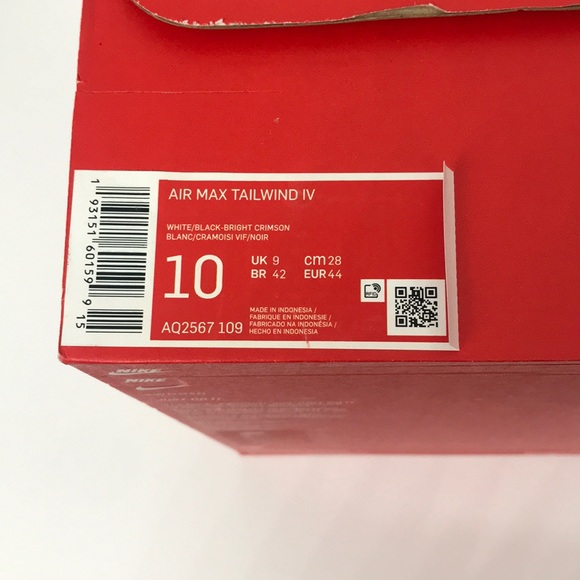 AIR MAX TAILWIND IV
WHITE/BLACK-BRIGHT CRIMSON
BLANC/CRAMOISI VIF/NOIR
10
UK 9 CM 28
BR 42 EUR 44
AQ2567 109
MADE IN INDONESIA/
FABRIQUE EN INDONESIE/
FABRICADO NA INDONÉSIA/
HECHO EN INDONESIA
1 93151 60159 9 15
NIKE
NIKE